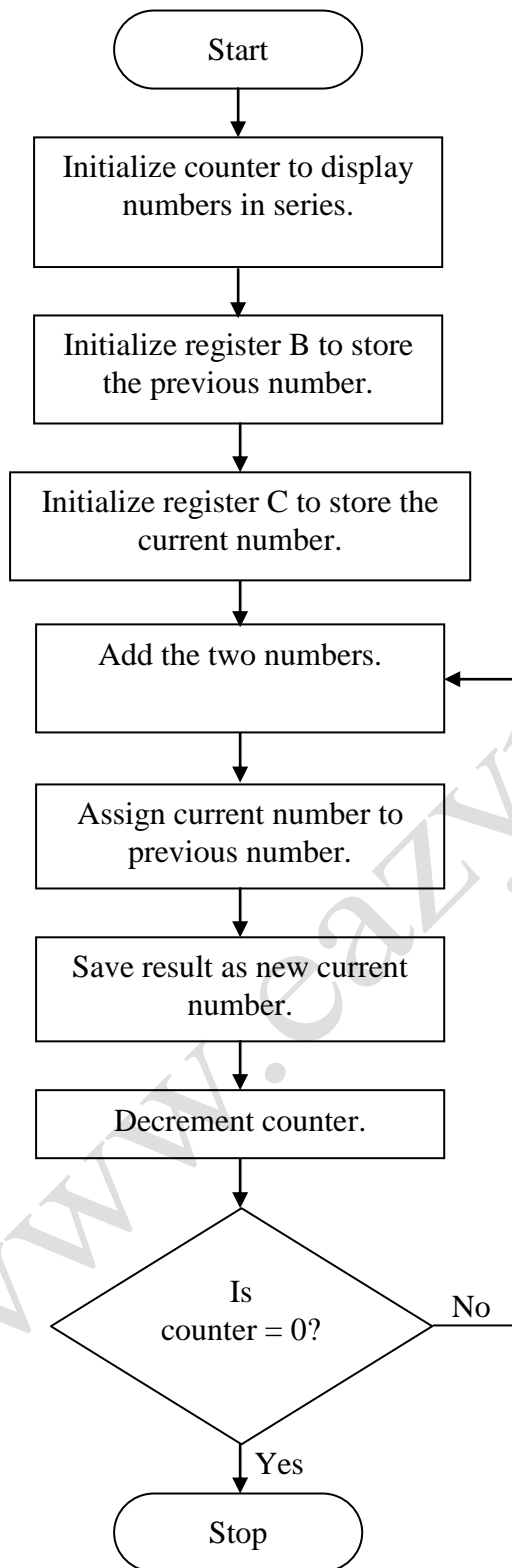 Start
Initialize counter to display
numbers in series.
Initialize register B to store
the previous number.
Initialize register C to store the
current number.
Add the two numbers.
Assign current number to
previous number.
Save result as new current
number.
Decrement counter.
Is
counter = 0?
No
Yes
Stop
www.eazy